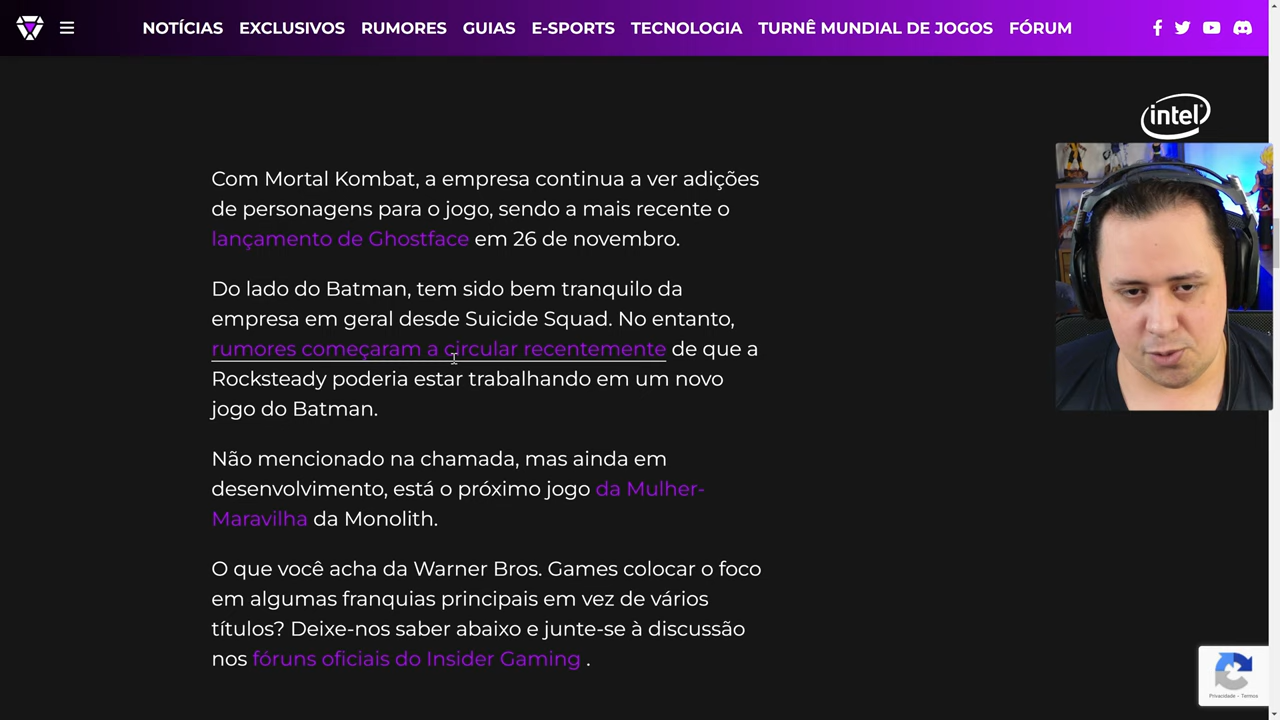 NOTÍCIAS EXCLUSIVOS RUMORES GUIAS E-SPORTS TECNOLOGIA TURNÊ MUNDIAL DE JOGOS FÓRUM
intel
Com Mortal Kombat, a empresa continua a ver adições
de personagens para o jogo, sendo a mais recente o
lançamento de Ghostface em 26 de novembro.
Do lado do Batman, tem sido bem tranquilo da
empresa em geral desde Suicide Squad. No entanto,
rumores começaram a circular recentemente de que a
Rocksteady poderia estar trabalhando em um novo
jogo do Batman.
Não mencionado na chamada, mas ainda em
desenvolvimento, está o próximo jogo da Mulher-
Maravilha da Monolith.
O que você acha da Warner Bros. Games colocar o foco
em algumas franquias principais em vez de vários
títulos? Deixe-nos saber abaixo e junte-se à discussão
nos fóruns oficiais do Insider Gaming .
Privacidade - Termos